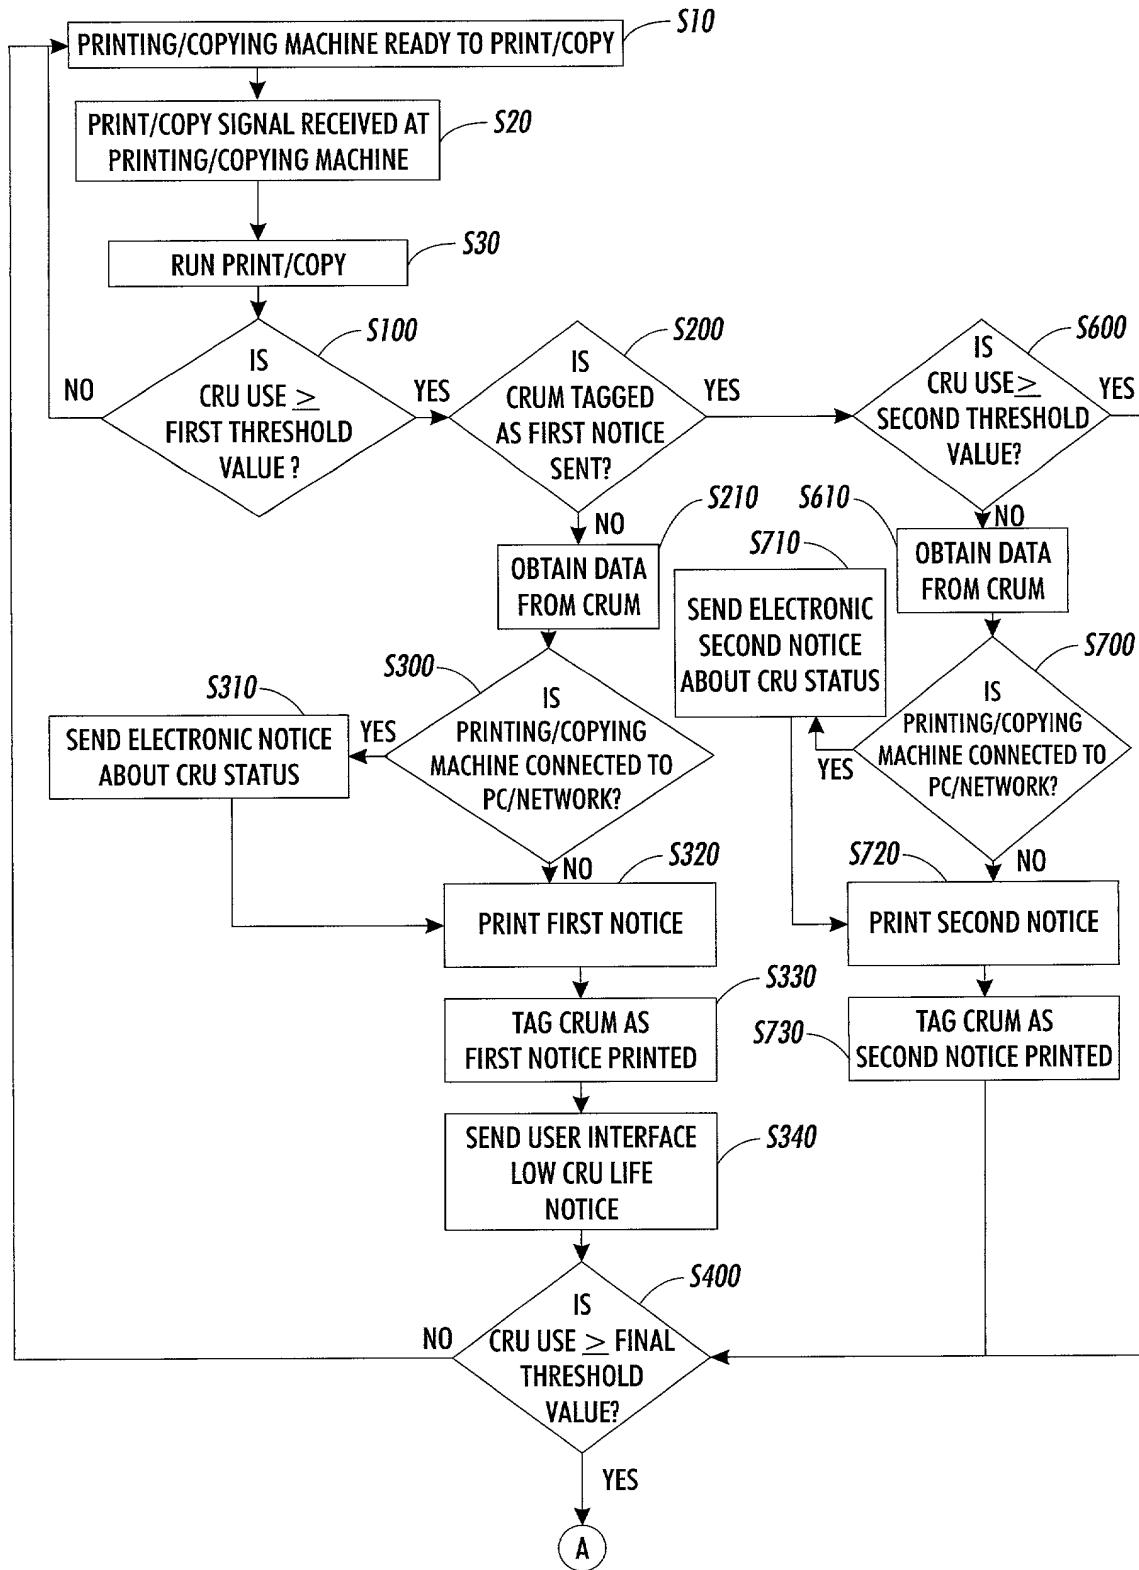 S10
PRINTING/COPYING MACHINE READY TO PRINT/COPY
PRINT/COPY SIGNAL RECEIVED AT
PRINTING/COPYING MACHINE
S20
S30
RUN PRINT/COPY
S100
IS
CRU USE ≥
FIRST THRESHOLD
VALUE ?
NO
YES
S200
IS
CRUM TAGGED
AS FIRST NOTICE
SENT?
YES
NO
S600
IS
CRU USE ≥
SECOND THRESHOLD
VALUE?
YES
NO
S210
OBTAIN DATA
FROM CRUM
S610
OBTAIN DATA
FROM CRUM
S710
SEND ELECTRONIC
SECOND NOTICE
ABOUT CRU STATUS
S300
IS
PRINTING/COPYING
MACHINE CONNECTED TO
PC/NETWORK?
YES
NO
S310
SEND ELECTRONIC NOTICE
ABOUT CRU STATUS
S700
IS
PRINTING/COPYING
MACHINE CONNECTED TO
PC/NETWORK?
YES
NO
S320
PRINT FIRST NOTICE
S720
PRINT SECOND NOTICE
S330
TAG CRUM AS
FIRST NOTICE PRINTED
S730
TAG CRUM AS
SECOND NOTICE PRINTED
SEND USER INTERFACE
LOW CRU LIFE
NOTICE
S340
S400
IS
CRU USE ≥ FINAL
THRESHOLD
VALUE?
NO
YES
A